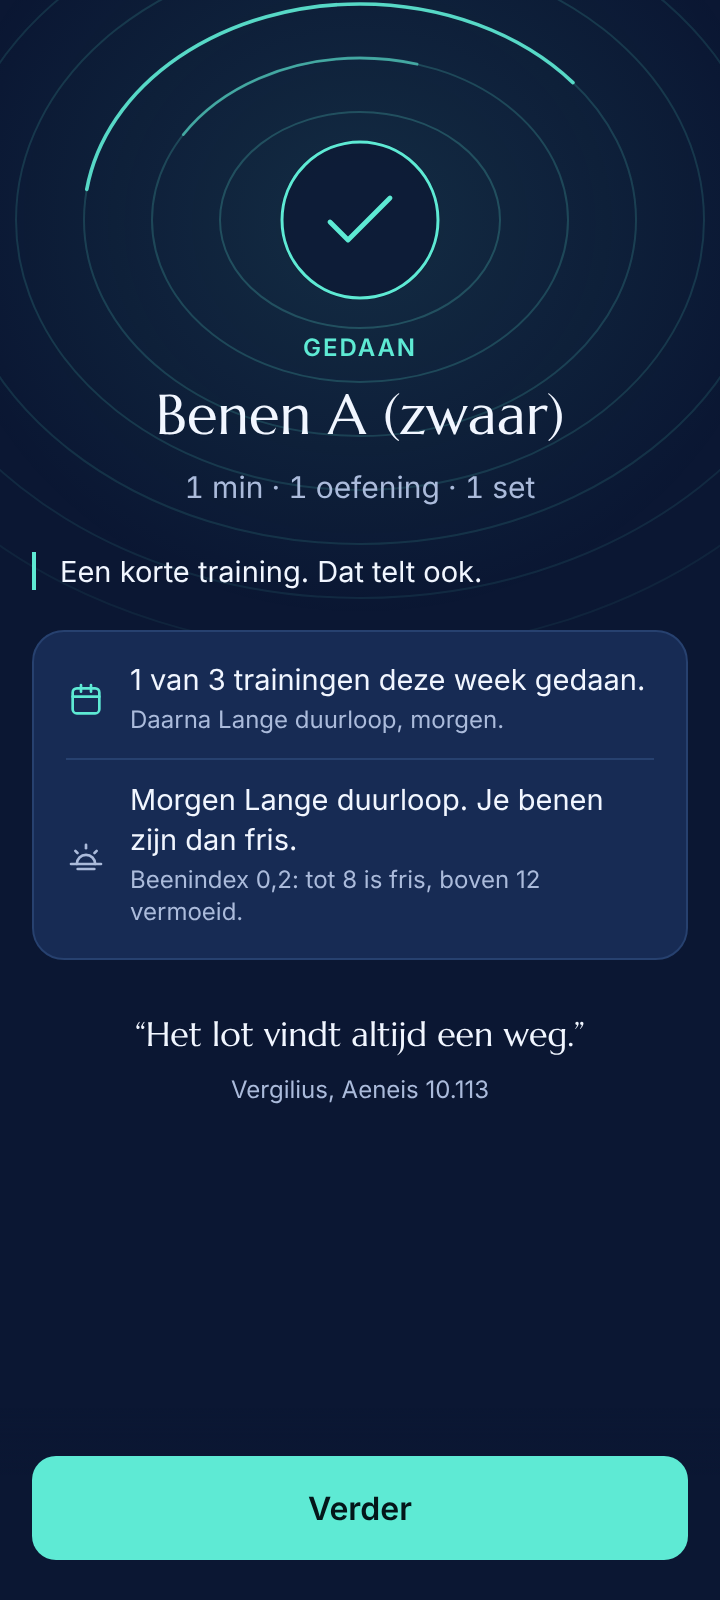 GEDAAN
Benen A (zwaar)
1 min · 1 oefening · 1 set
Een korte training. Dat telt ook.
1 van 3 trainingen deze week gedaan.
Daarna Lange duurloop, morgen.
Morgen Lange duurloop. Je benen
zijn dan fris.
Beenindex 0,2: tot 8 is fris, boven 12
vermoeid.
“Het lot vindt altijd een weg.”
Vergilius, Aeneis 10.113
Verder